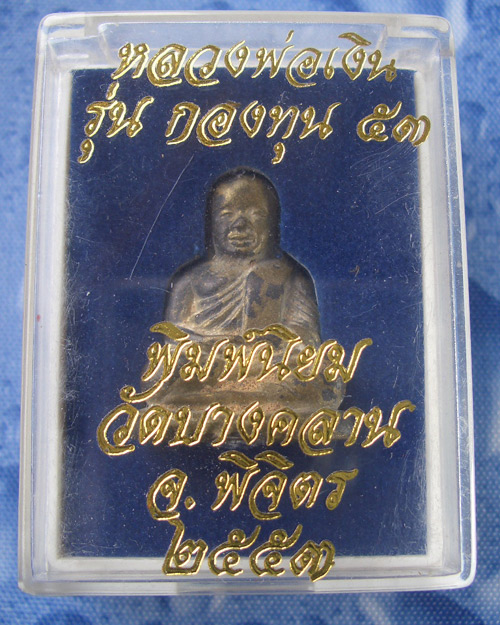 หลวงพ่อเงิน
รุ่น กองทุน ๕๓
พิมพ์นิยม
วัดบางคลาน
จ. พิจิตร
๒๕๕๓